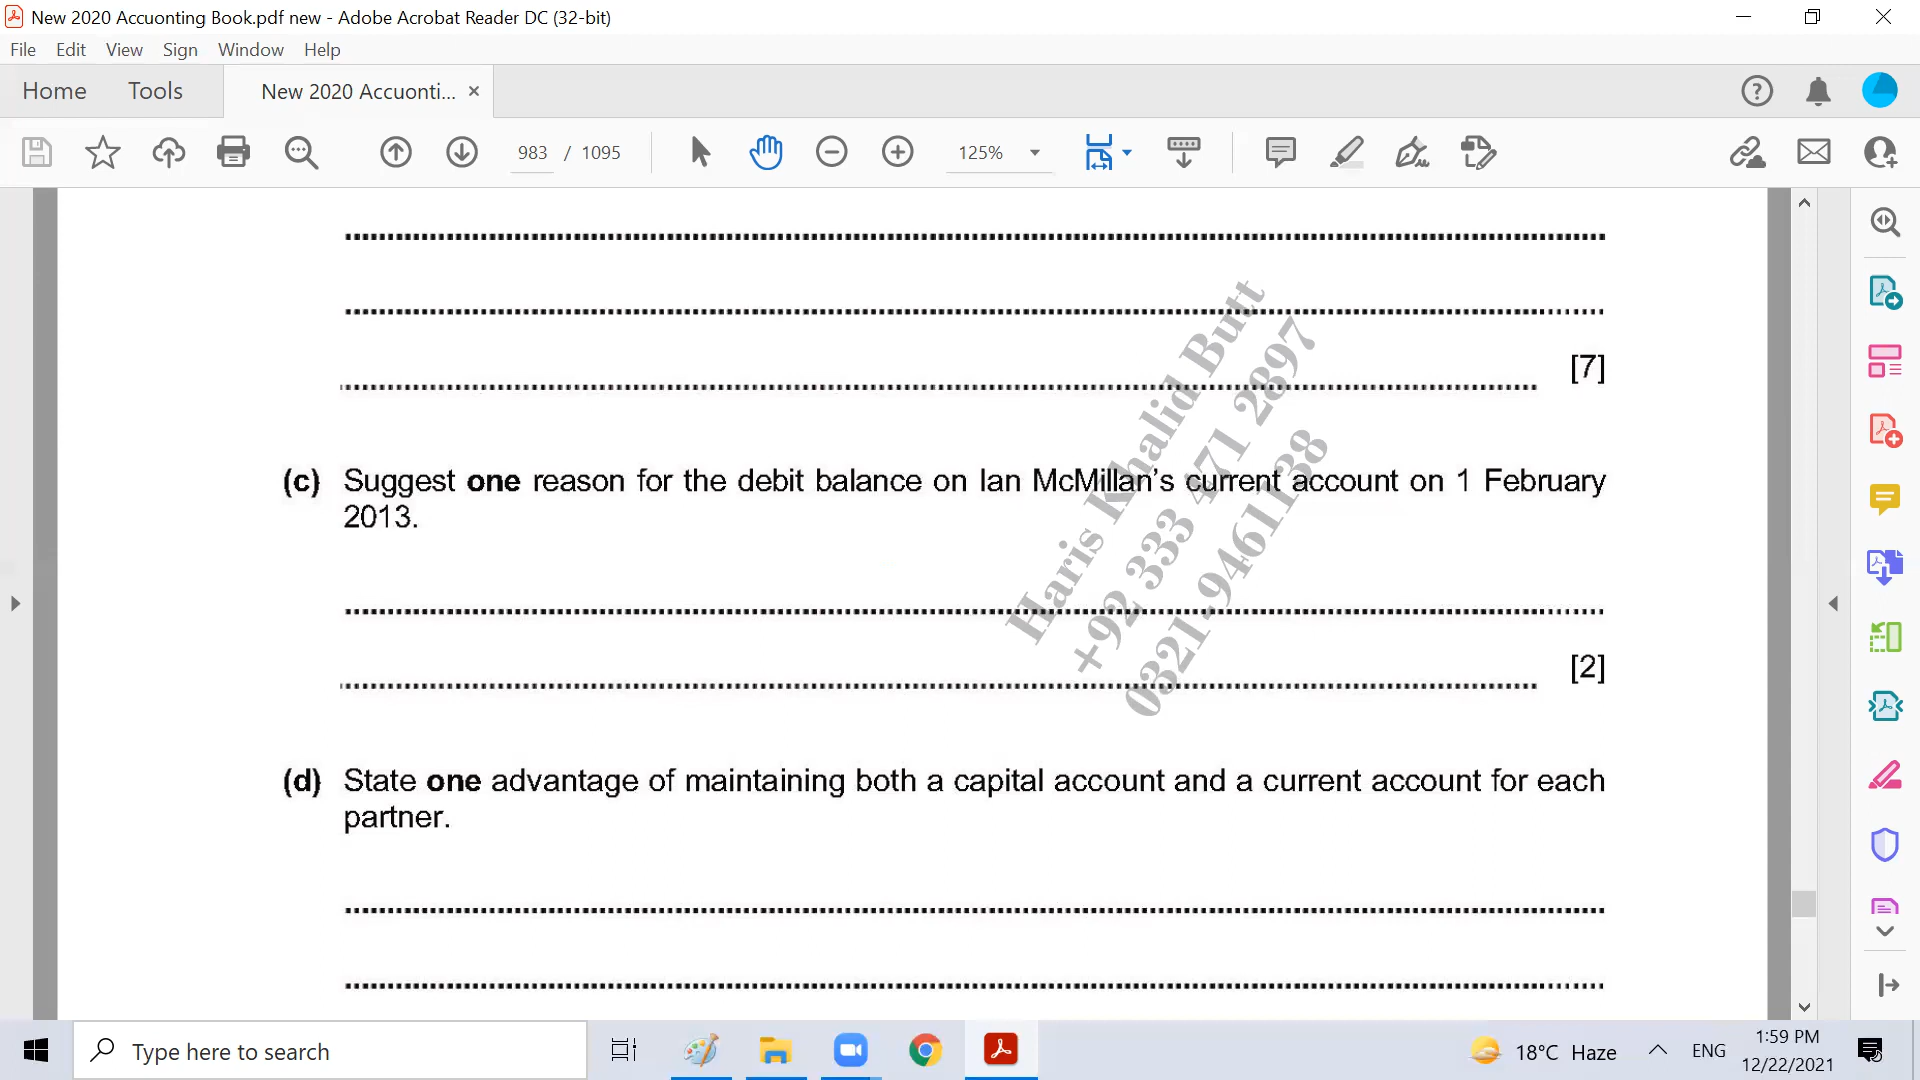 New 2020 Accuonting Book.pdf new - Adobe Acrobat Reader DC (32-bit)
File Edit View Sign Window Help
Home Tools New 2020 Accuonti... ×
983 / 1095 125%
[7]
(c) Suggest one reason for the debit balance on Ian McMillan's current account on 1 February
2013.
[2]
(d) State one advantage of maintaining both a capital account and a current account for each
partner.
Haris Khalid Butt
+92 333 471 2897
0321-9461138
Type here to search
18°C Haze
ENG
1:59 PM
12/22/2021